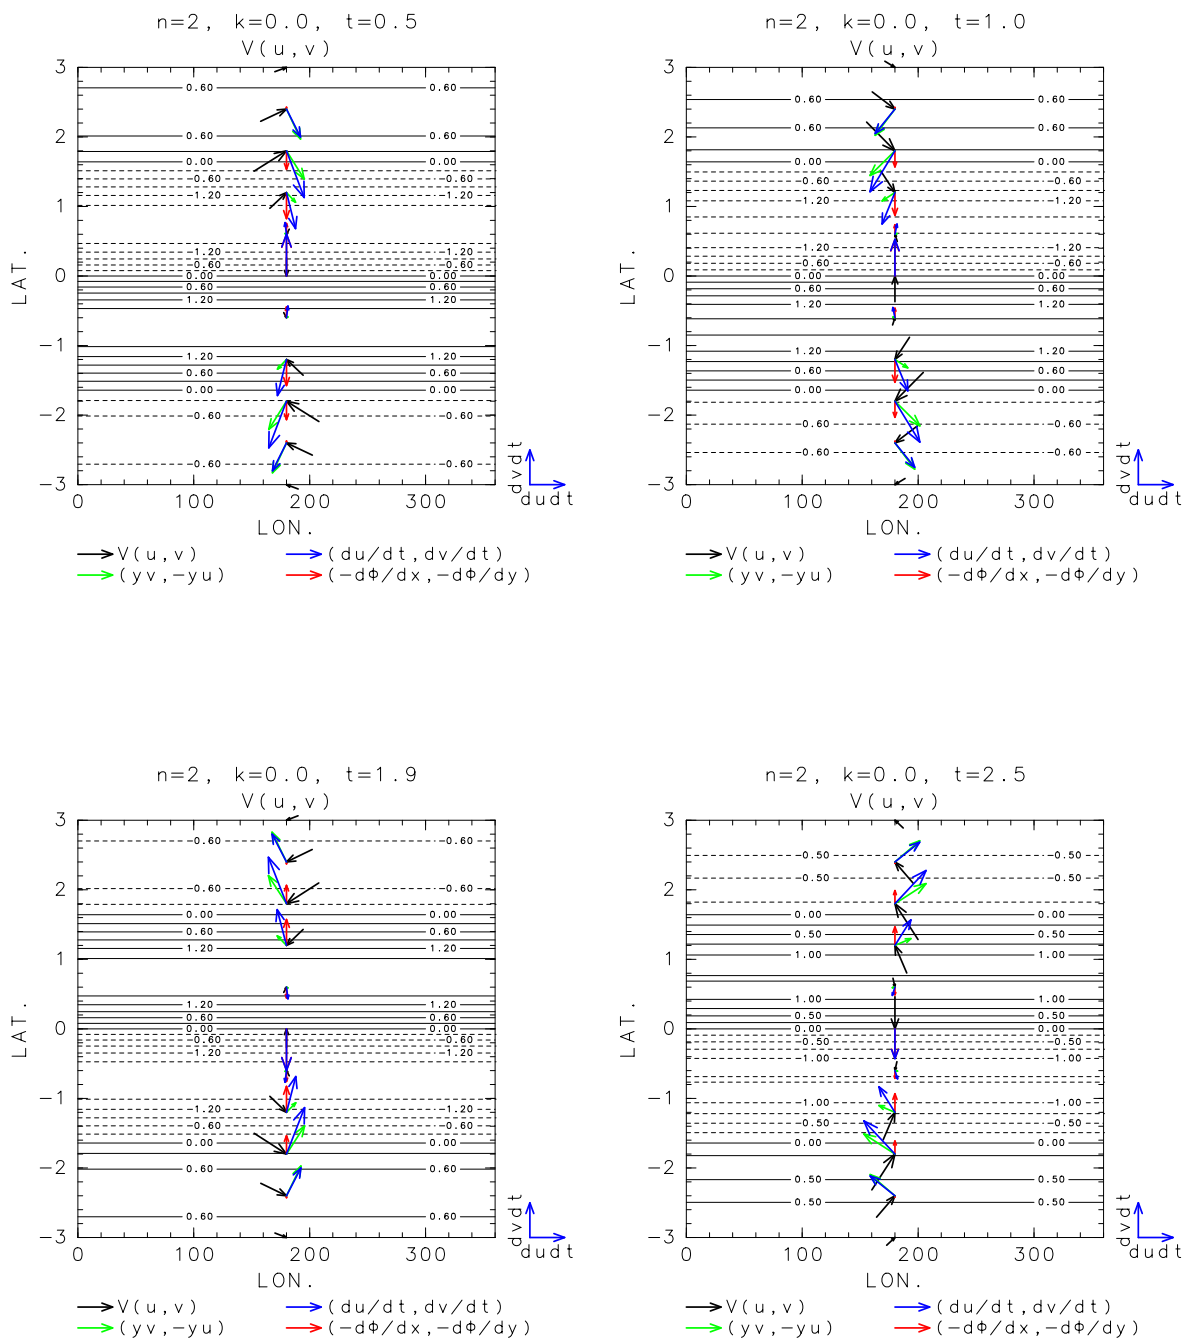 n=2, k=0.0, t=0.5
V(u,v)
3
0.60 0.60
2 0.60 0.60
0.00 0.00
-0.60 -0.60
-1.20 -1.20
1
-1.20 -1.20
-0.60 -0.60
0 0.00 0.00
0.60 0.60
1.20 1.20
-1
1.20 1.20
0.60 0.60
0.00 0.00
-2 -0.60 -0.60
-0.60 -0.60
-3
LAT.
0 100 200 300
LON.
dvdt
dudt
V(u,v) (du/dt,dv/dt)
(yv,-yu) (-dΦ/dx,-dΦ/dy)
n=2, k=0.0, t=1.0
V(u,v)
3
0.60 0.60
2 0.60 0.60
0.00 0.00
-0.60 -0.60
-1.20 -1.20
1
-1.20 -1.20
-0.60 -0.60
0 0.00 0.00
0.60 0.60
1.20 1.20
-1
1.20 1.20
0.60 0.60
0.00 0.00
-2 -0.60 -0.60
-0.60 -0.60
-3
LAT.
0 100 200 300
LON.
dvdt
dudt
V(u,v) (du/dt,dv/dt)
(yv,-yu) (-dΦ/dx,-dΦ/dy)
n=2, k=0.0, t=1.9
V(u,v)
3
-0.60 -0.60
2 -0.60 -0.60
0.00 0.00
0.60 0.60
1.20 1.20
1
1.20 1.20
0.60 0.60
0 0.00 0.00
-0.60 -0.60
-1.20 -1.20
-1
-1.20 -1.20
-0.60 -0.60
0.00 0.00
-2 0.60 0.60
0.60 0.60
-3
LAT.
0 100 200 300
LON.
dvdt
dudt
V(u,v) (du/dt,dv/dt)
(yv,-yu) (-dΦ/dx,-dΦ/dy)
n=2, k=0.0, t=2.5
V(u,v)
3
-0.50 -0.50
2 -0.50 -0.50
0.00 0.00
0.50 0.50
1.00 1.00
1
1.00 1.00
0.50 0.50
0 0.00 0.00
-0.50 -0.50
-1.00 -1.00
-1
-1.00 -1.00
-0.50 -0.50
0.00 0.00
-2 0.50 0.50
0.50 0.50
-3
LAT.
0 100 200 300
LON.
dvdt
dudt
V(u,v) (du/dt,dv/dt)
(yv,-yu) (-dΦ/dx,-dΦ/dy)